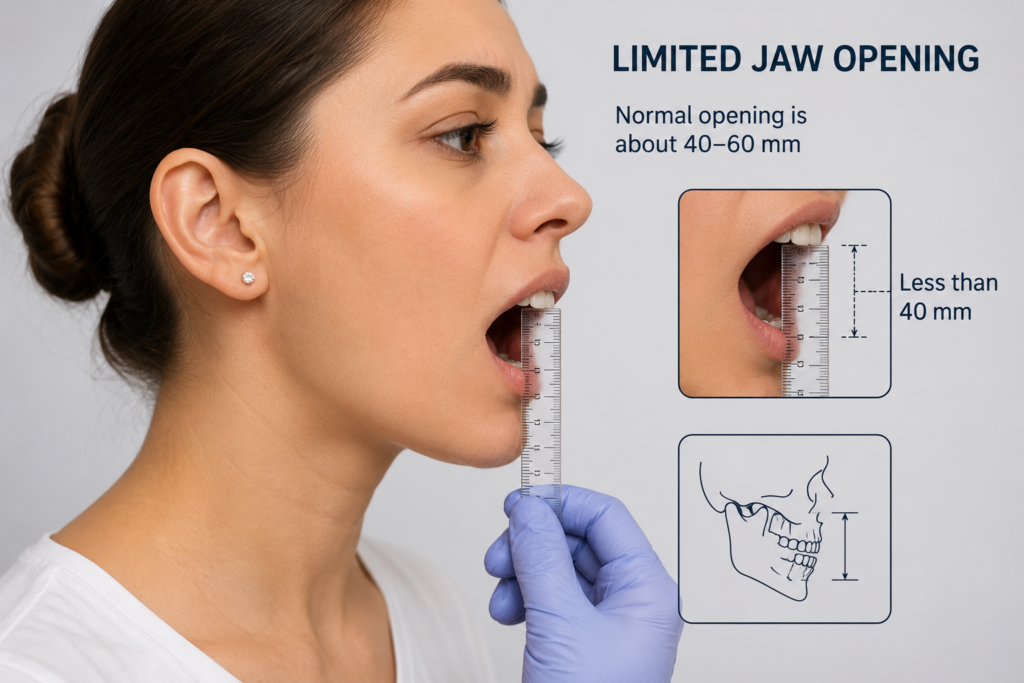 LIMITED JAW OPENING
Normal opening is
about 40–60 mm
Less than
40 mm